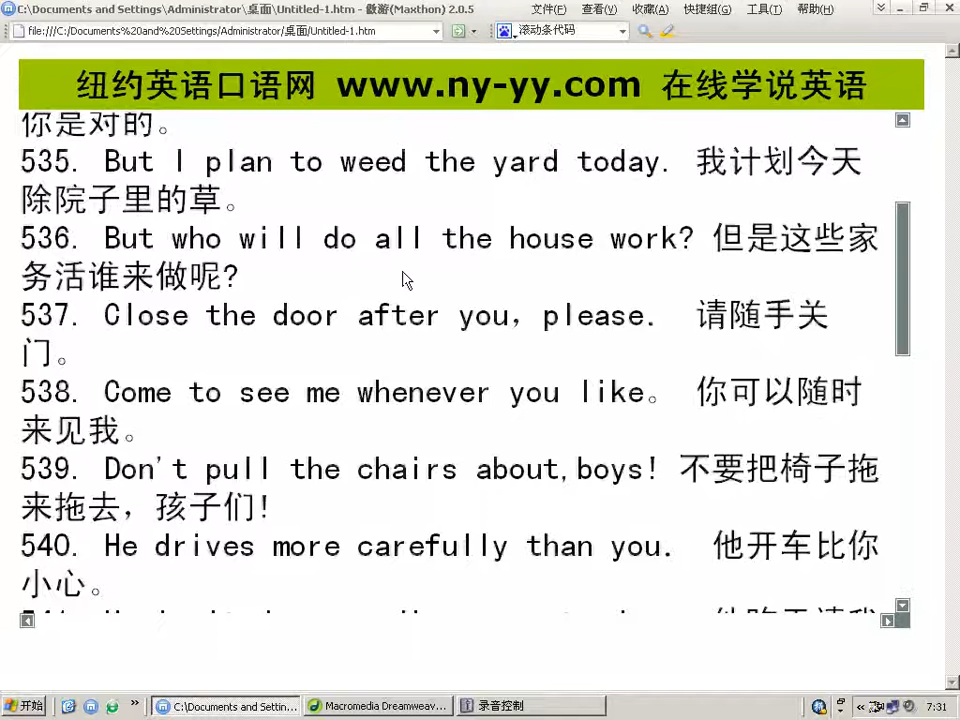 C:\Documents and Settings\Administrator\桌面\Untitled-1.htm - 傲游(Maxthon) 2.0.5 文件(F) 查看(V) 收藏(A) 快捷组(G) 工具(T) 帮助(H)
file:///C:/Documents%20and%20Settings/Administrator/桌面/Untitled-1.htm 滚动条代码
纽约英语口语网 www.ny-yy.com 在线学说英语
你是对的。
535. But I plan to weed the yard today. 我计划今天
除院子里的草。
536. But who will do all the house work? 但是这些家
务活谁来做呢?
537. Close the door after you, please. 请随手关
门。
538. Come to see me whenever you like。 你可以随时
来见我。
539. Don't pull the chairs about,boys! 不要把椅子拖
来拖去，孩子们!
540. He drives more carefully than you. 他开车比你
小心。
开始 C:\Documents and Settin... Macromedia Dreamweav... 录音控制 7:31